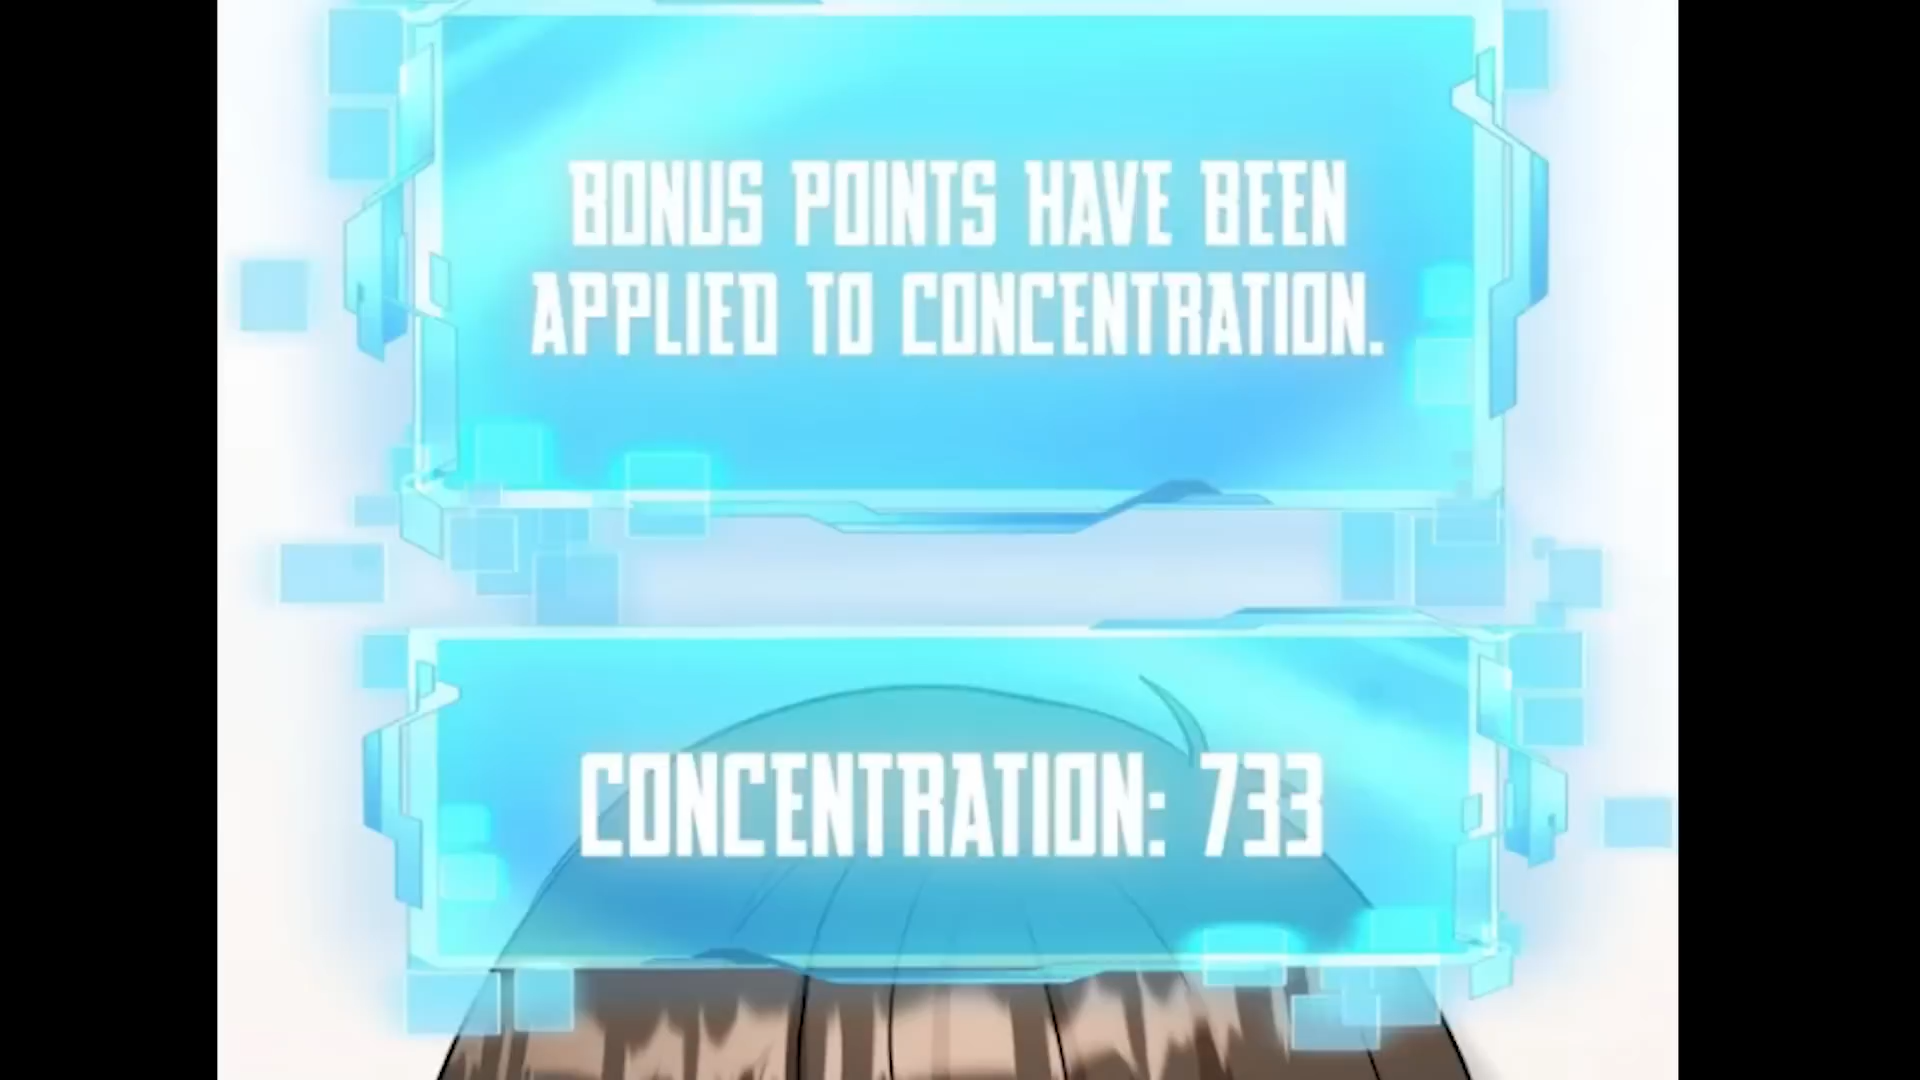 BONUS POINTS HAVE BEEN
APPLIED TO CONCENTRATION.
CONCENTRATION: 733